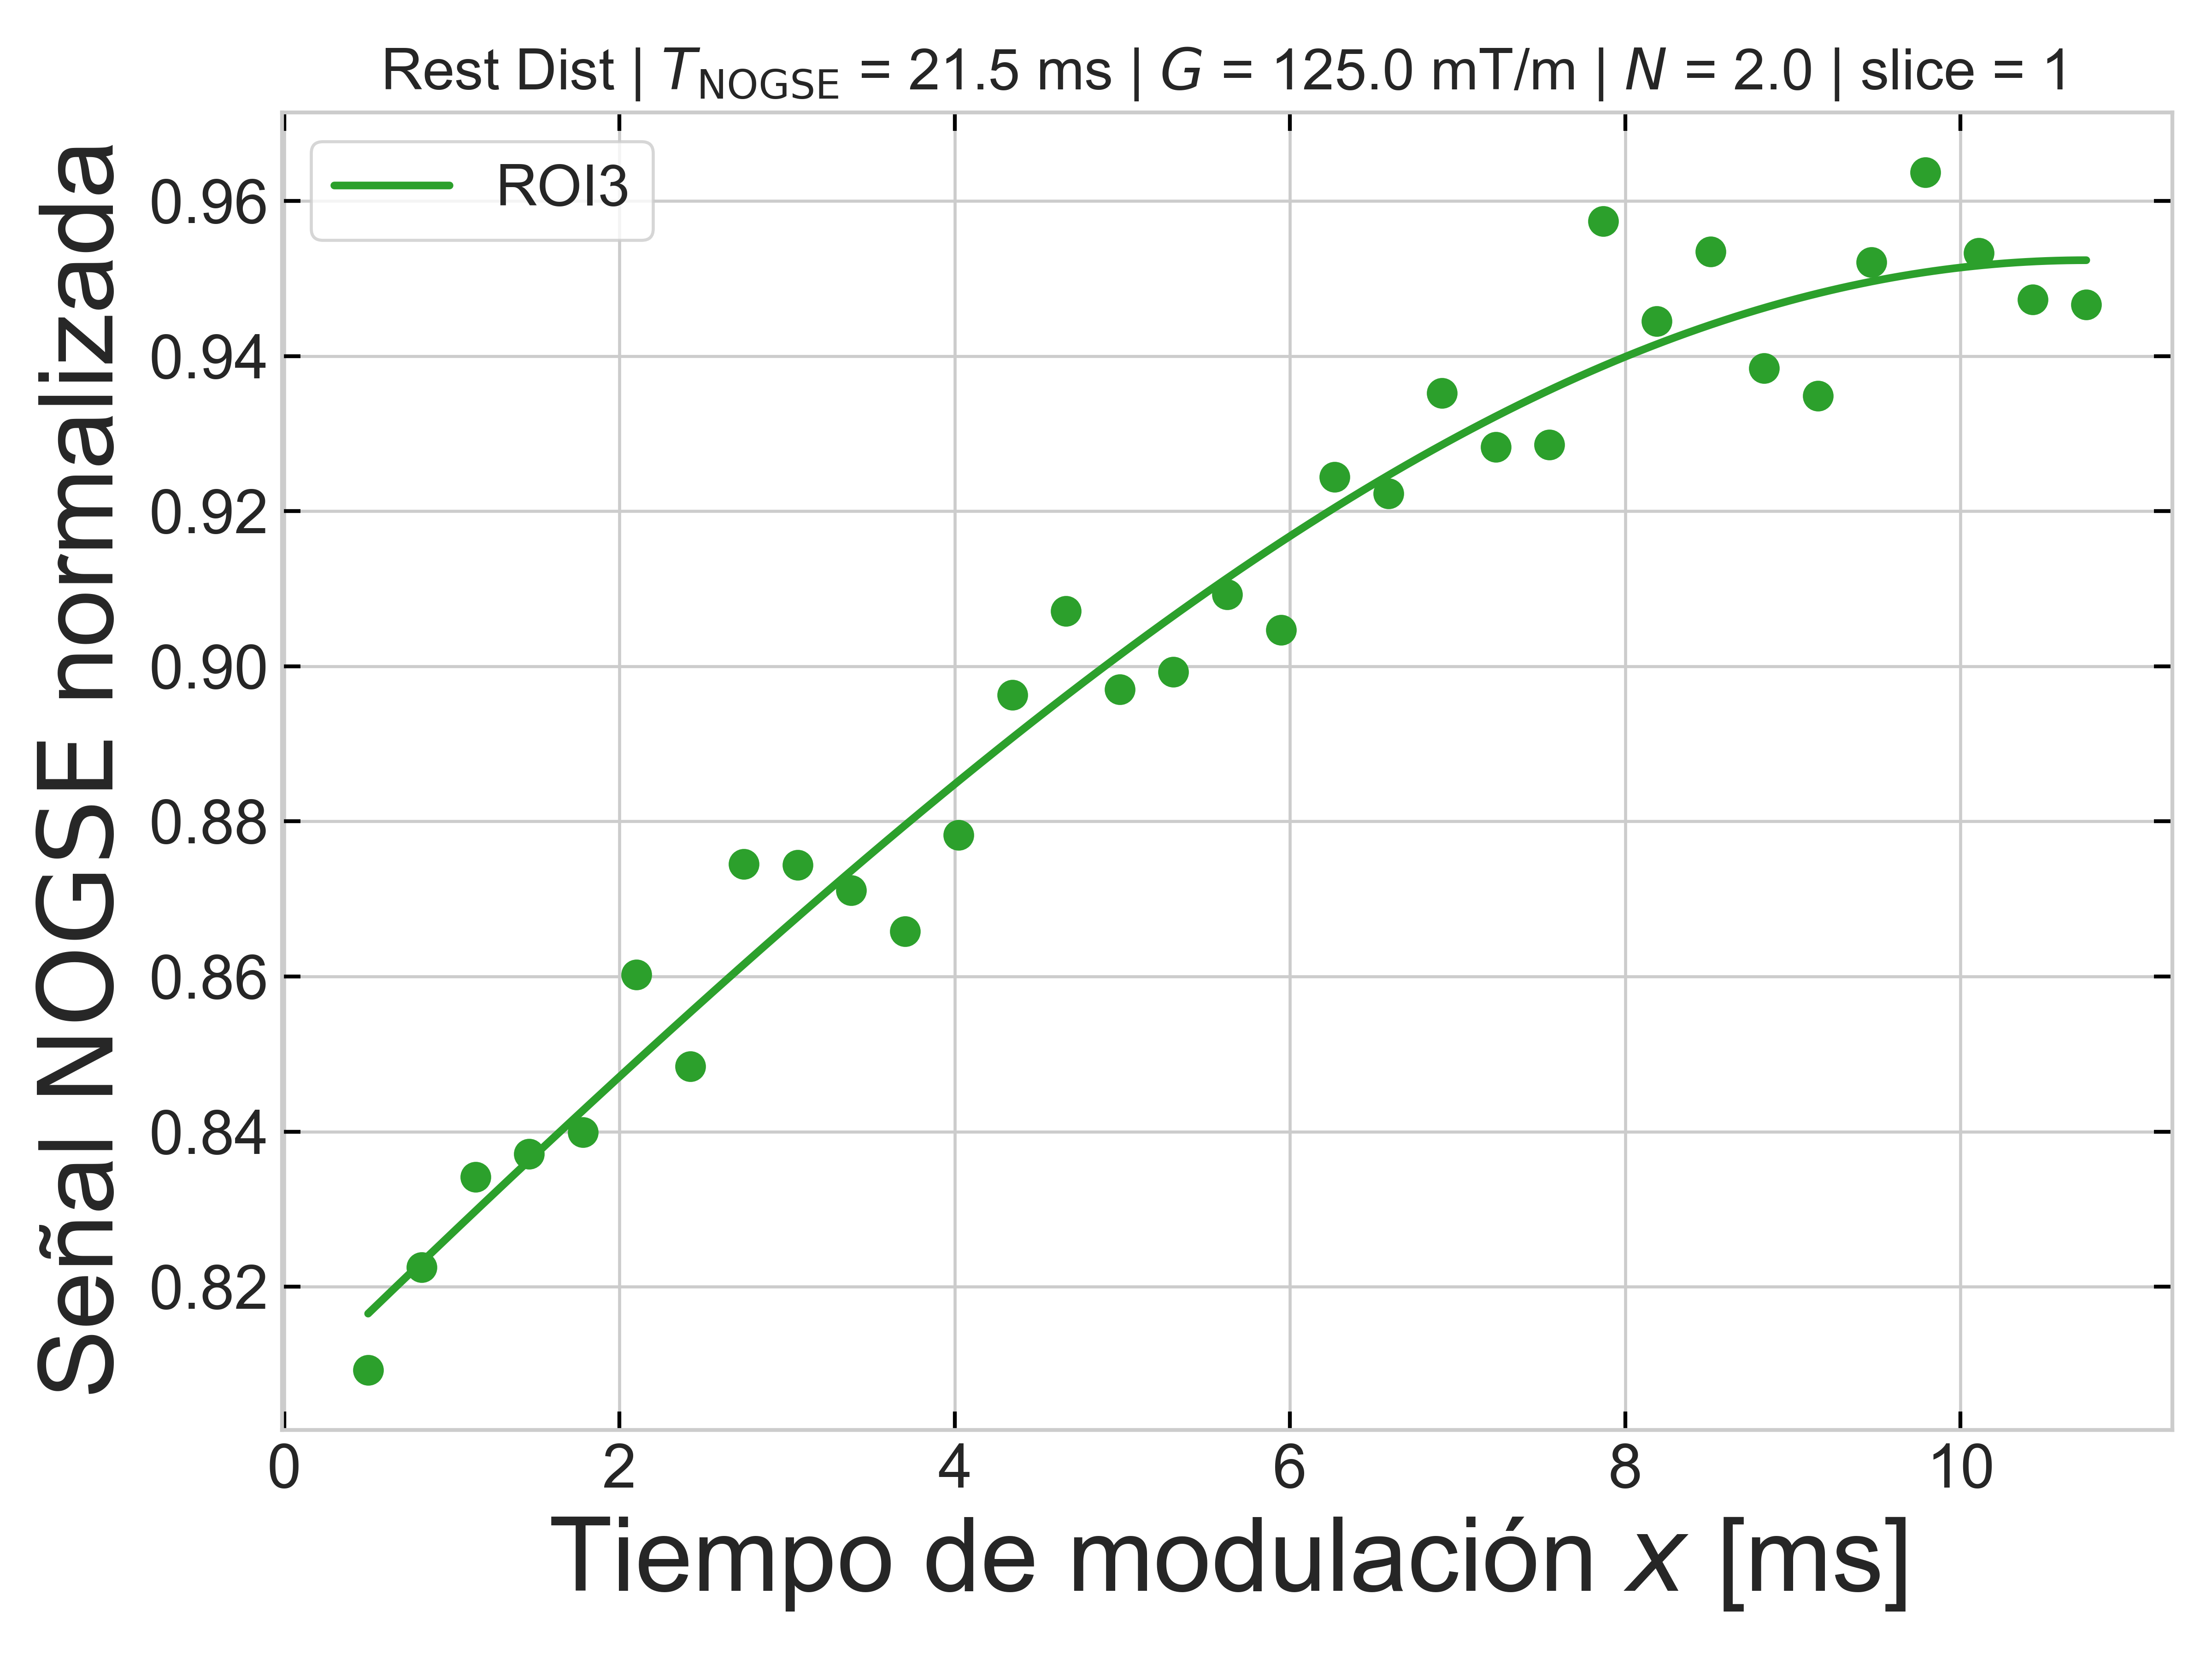 Rest Dist | T_NOGSE = 21.5 ms | G = 125.0 mT/m | N = 2.0 | slice = 1
ROI3
Señal NOGSE normalizada
0.96
0.94
0.92
0.90
0.88
0.86
0.84
0.82
0 2 4 6 8 10
Tiempo de modulación x [ms]